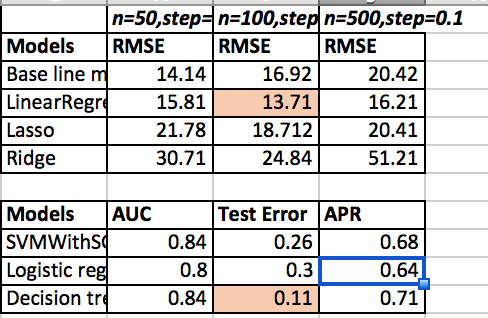 n=50,step= n=100,step n=500,step=0.1
Models RMSE RMSE RMSE
Base line m 14.14 16.92 20.42
LinearRegre 15.81 13.71 16.21
Lasso 21.78 18.712 20.41
Ridge 30.71 24.84 51.21
Models AUC Test Error APR
SVMWithSG 0.84 0.26 0.68
Logistic reg 0.8 0.3 0.64
Decision tre 0.84 0.11 0.71